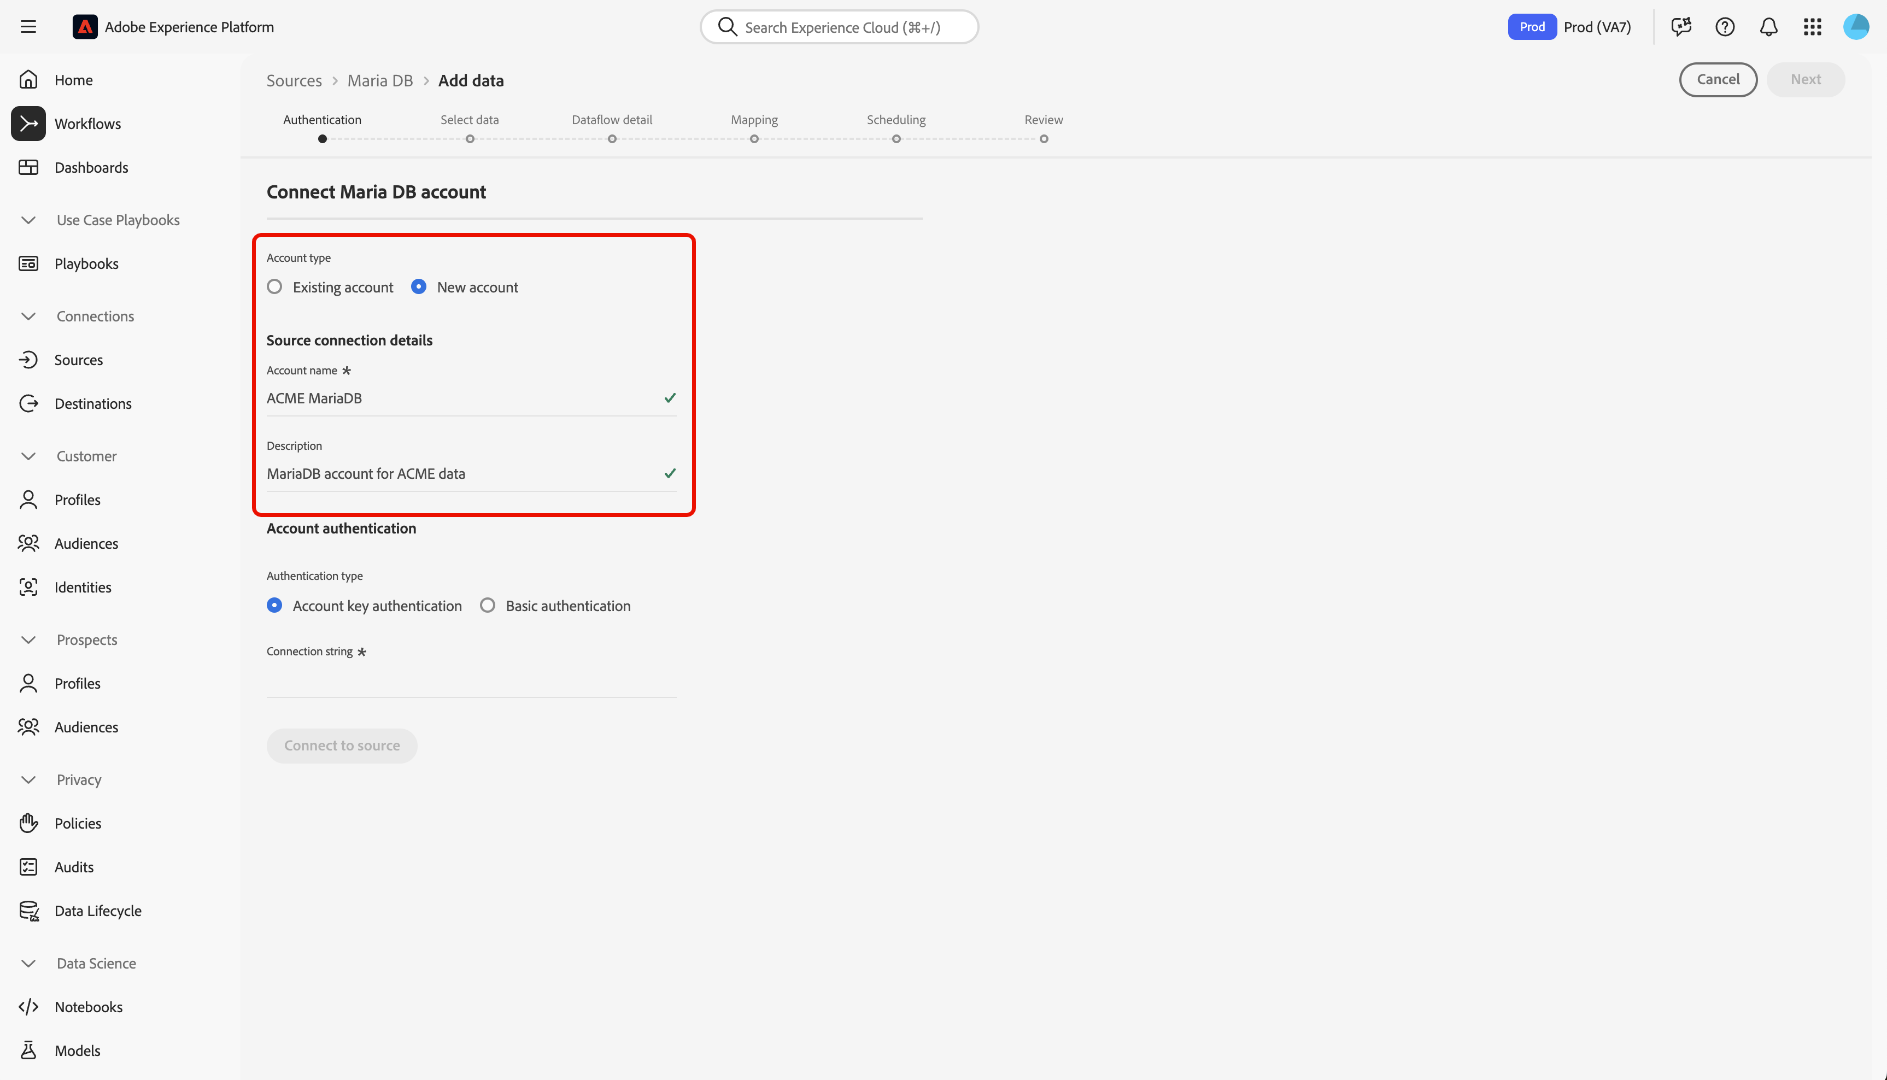 Adobe Experience Platform
Search Experience Cloud (⌘+/)
Prod
Prod (VA7)
Home
Workflows
Dashboards
Use Case Playbooks
Playbooks
Connections
Sources
Destinations
Customer
Profiles
Audiences
Identities
Prospects
Profiles
Audiences
Privacy
Policies
Audits
Data Lifecycle
Data Science
Notebooks
Models
Sources > Maria DB > Add data
Cancel
Next
Authentication
Select data
Dataflow detail
Mapping
Scheduling
Review
Connect Maria DB account
Account type
Existing account
New account
Source connection details
Account name *
ACME MariaDB
Description
MariaDB account for ACME data
Account authentication
Authentication type
Account key authentication
Basic authentication
Connection string *
Connect to source